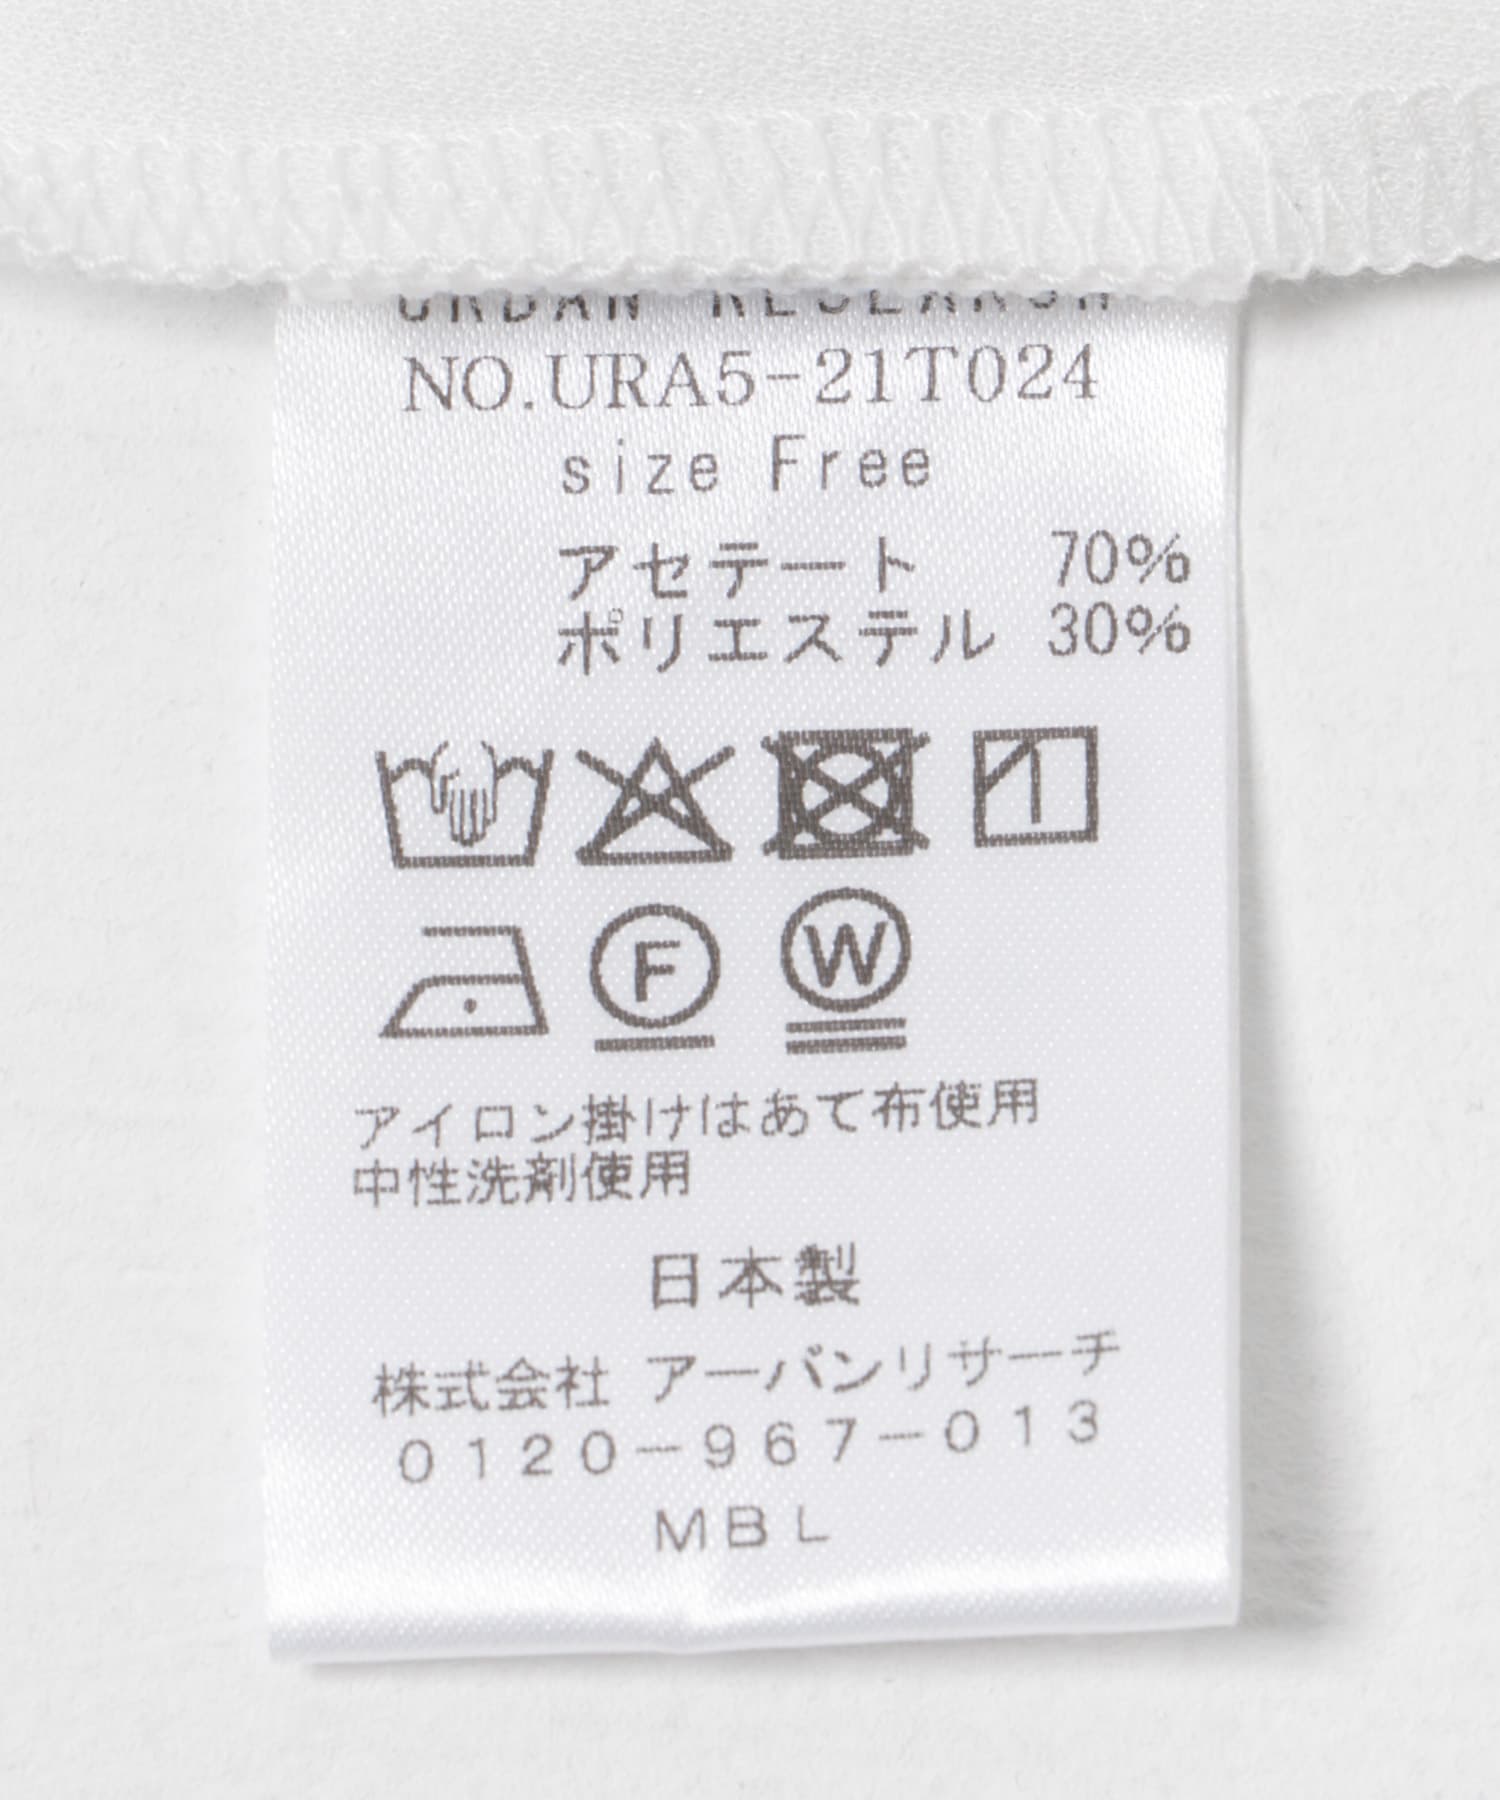 URBAN RESEARCH
NO.URA5-21T024
size Free
アセテート 70%
ポリエステル 30%
F W
アイロン掛けはあて布使用
中性洗剤使用
日本製
株式会社 アーバンリサーチ
0120-967-013
MBL